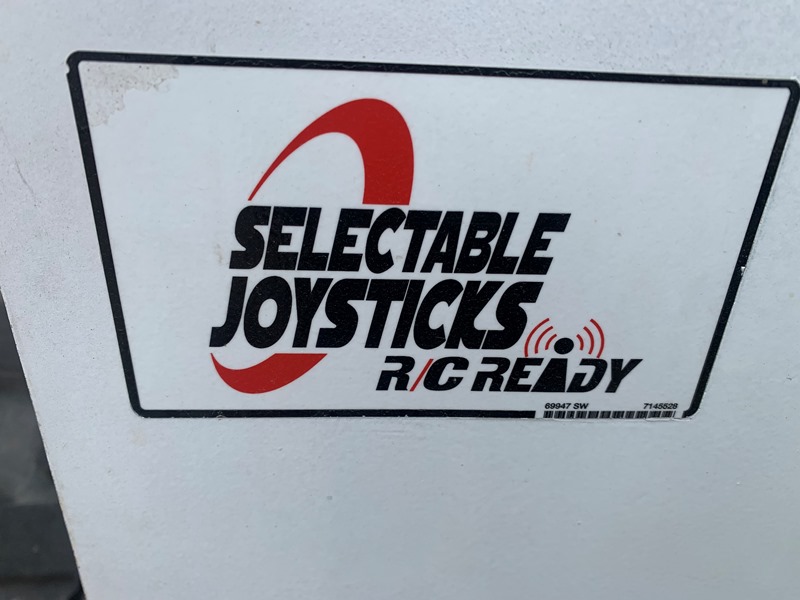 SELECTABLE
JOYSTICKS
R/C READY
69947 SW 7145528